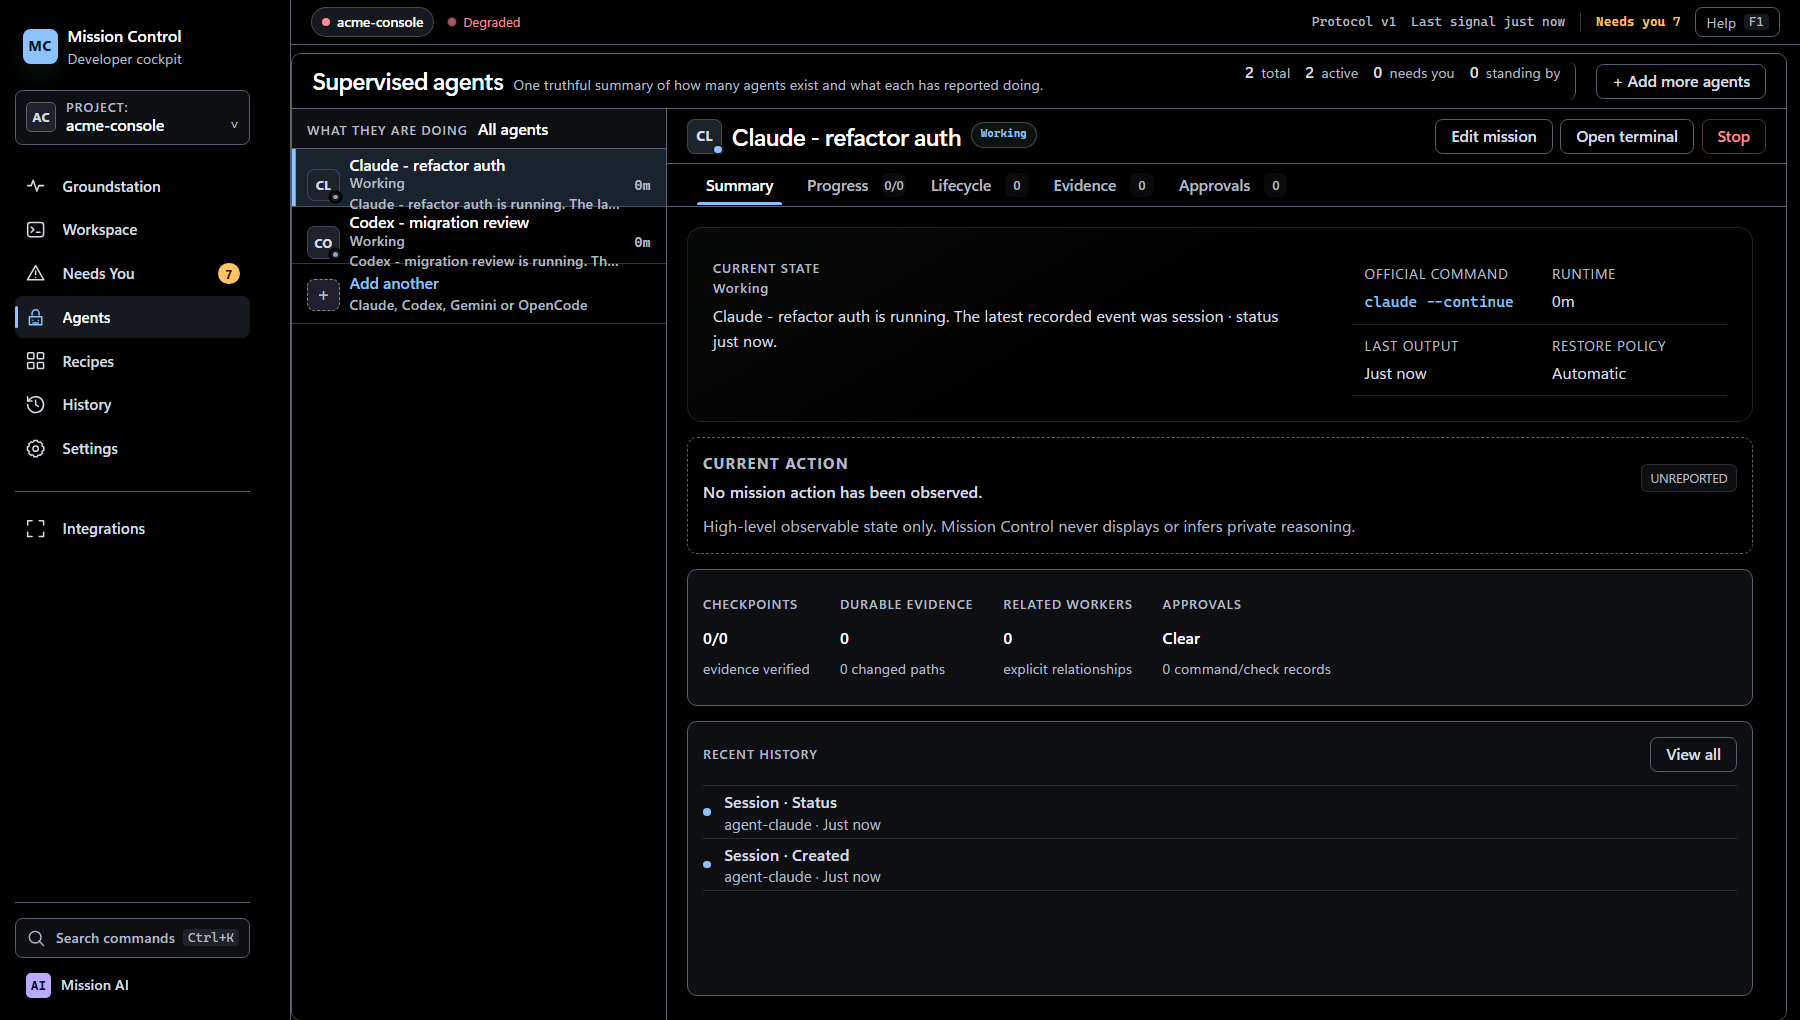 MC
Mission Control
Developer cockpit
AC
PROJECT:
acme-console
v
Groundstation
Workspace
Needs You
7
Agents
Recipes
History
Settings
Integrations
Search commands Ctrl+K
AI Mission AI
acme-console
Degraded
Protocol v1 Last signal just now
Needs you 7
Help F1
Supervised agents One truthful summary of how many agents exist and what each has reported doing.
2 total 2 active 0 needs you 0 standing by
+ Add more agents
WHAT THEY ARE DOING All agents
CL
Claude - refactor auth
Working
0m
Claude - refactor auth is running. The la...
CO
Codex - migration review
Working
0m
Codex - migration review is running. Th...
+
Add another
Claude, Codex, Gemini or OpenCode
CL Claude - refactor auth Working
Edit mission
Open terminal
Stop
Summary Progress 0/0 Lifecycle 0 Evidence 0 Approvals 0
CURRENT STATE
Working
Claude - refactor auth is running. The latest recorded event was session · status
just now.
OFFICIAL COMMAND
claude --continue
RUNTIME
0m
LAST OUTPUT
Just now
RESTORE POLICY
Automatic
CURRENT ACTION
No mission action has been observed.
High-level observable state only. Mission Control never displays or infers private reasoning.
UNREPORTED
CHECKPOINTS
0/0
evidence verified
DURABLE EVIDENCE
0
0 changed paths
RELATED WORKERS
0
explicit relationships
APPROVALS
Clear
0 command/check records
RECENT HISTORY
View all
Session · Status
agent-claude · Just now
Session · Created
agent-claude · Just now